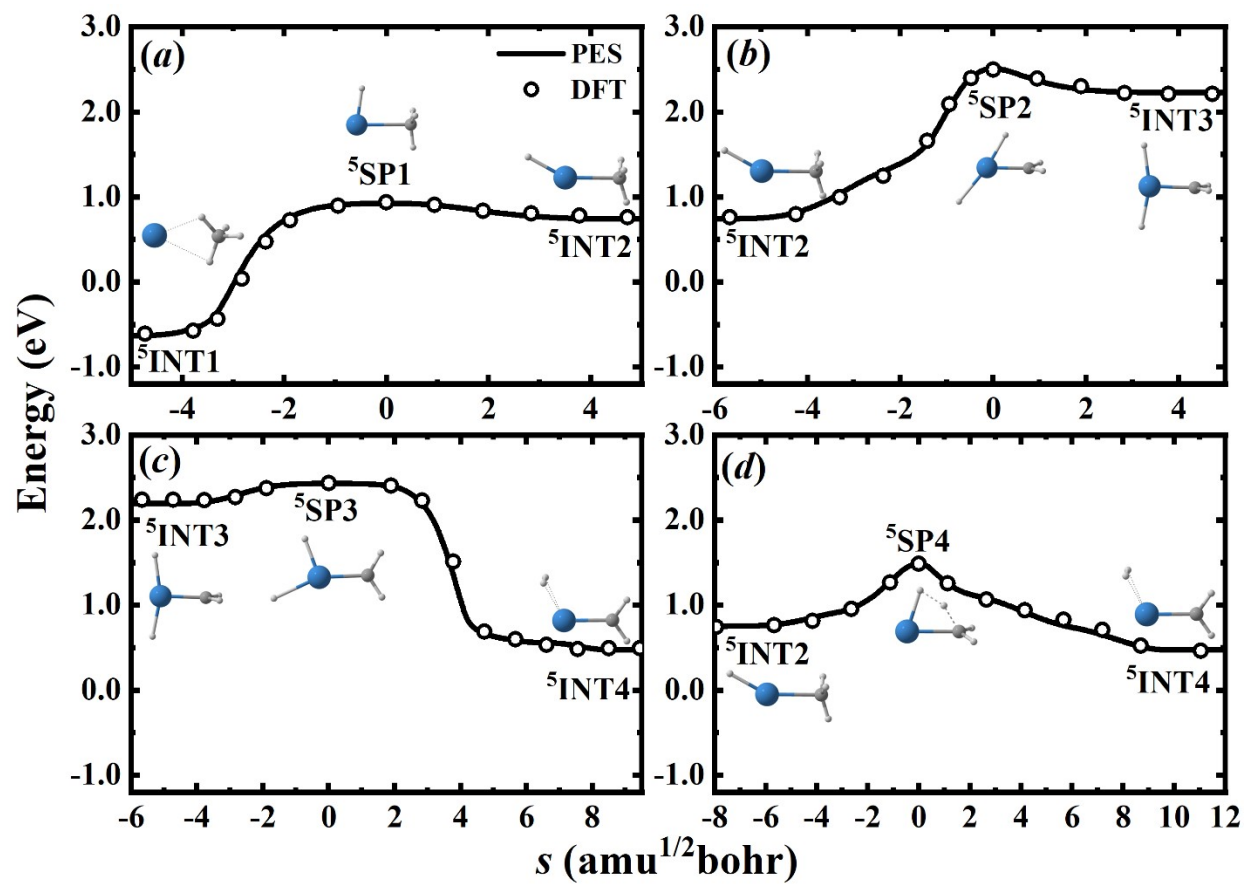 (a)
PES
DFT
⁵SP1
⁵INT2
⁵INT1
3.0
2.0
1.0
0.0
-1.0
-4
-2
0
2
4
(b)
⁵SP2
⁵INT3
⁵INT2
3.0
2.0
1.0
0.0
-1.0
-6
-4
-2
0
2
4
(c)
⁵INT3
⁵SP3
⁵INT4
3.0
2.0
1.0
0.0
-1.0
-6
-4
-2
0
2
4
6
8
(d)
⁵SP4
⁵INT2
⁵INT4
3.0
2.0
1.0
0.0
-1.0
-8
-6
-4
-2
0
2
4
6
8
10
12
Energy (eV)
s (amu¹ᐟ²bohr)